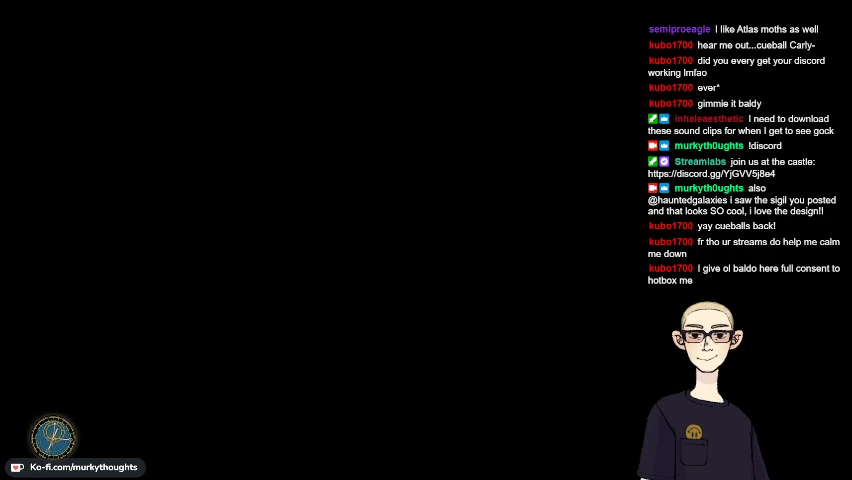 semiproeagle I like Atlas moths as well
kubo1700 hear me out...cueball Carly-
kubo1700 did you every get your discord
working lmfao
kubo1700 ever*
kubo1700 gimmie it baldy
inhaleaesthetic I need to download
these sound clips for when I get to see gock
murkyth0ughts !discord
Streamlabs join us at the castle:
https://discord.gg/YjGVV5j8e4
murkyth0ughts also
@hauntedgalaxies i saw the sigil you posted
and that looks SO cool, i love the design!!
kubo1700 yay cueballs back!
kubo1700 fr tho ur streams do help me calm
me down
kubo1700 I give ol baldo here full consent to
hotbox me
Ko-fi.com/murkythoughts